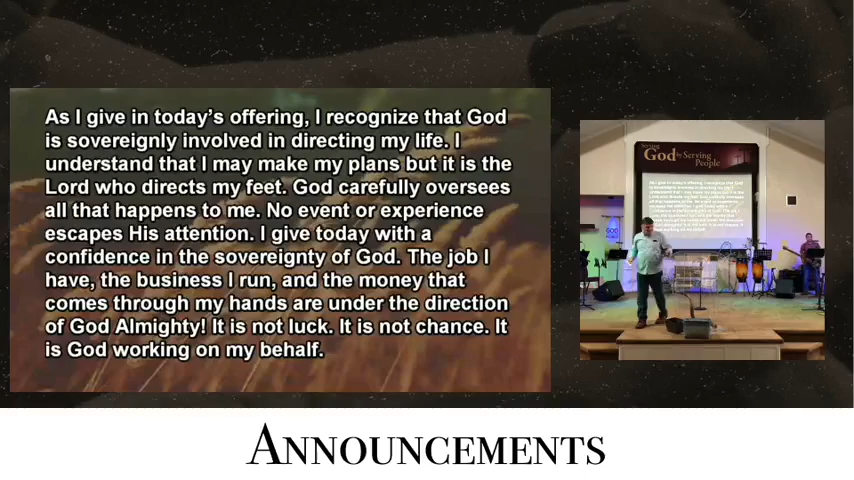 As I give in today's offering, I recognize that God
is sovereignly involved in directing my life. I
understand that I may make my plans but it is the
Lord who directs my feet. God carefully oversees
all that happens to me. No event or experience
escapes His attention. I give today with a
confidence in the sovereignty of God. The job I
have, the business I run, and the money that
comes through my hands are under the direction
of God Almighty! It is not luck. It is not chance. It
is God working on my behalf.
Serving
God by Serving
People
ANNOUNCEMENTS